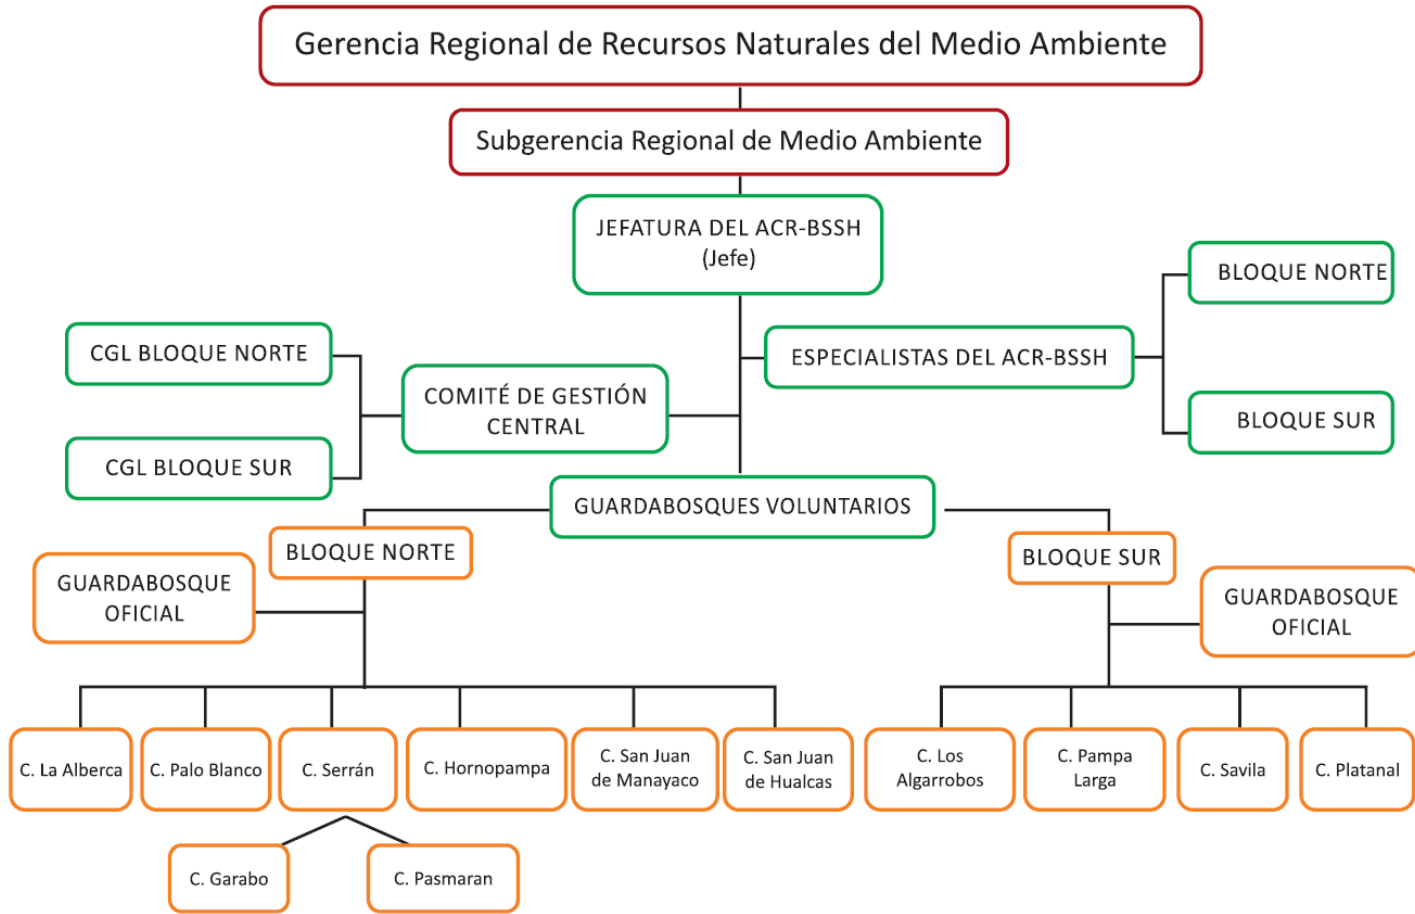 Gerencia Regional de Recursos Naturales del Medio Ambiente
Subgerencia Regional de Medio Ambiente
JEFATURA DEL ACR-BSSH
(Jefe)
BLOQUE NORTE
ESPECIALISTAS DEL ACR-BSSH
BLOQUE SUR
CGL BLOQUE NORTE
COMITÉ DE GESTIÓN
CENTRAL
CGL BLOQUE SUR
GUARDABOSQUES VOLUNTARIOS
BLOQUE NORTE
GUARDABOSQUE
OFICIAL
BLOQUE SUR
GUARDABOSQUE
OFICIAL
C. La Alberca
C. Palo Blanco
C. Serrán
C. Hornopampa
C. San Juan
de Manayaco
C. San Juan
de Hualcas
C. Los
Algarrobos
C. Pampa
Larga
C. Savila
C. Platanal
C. Garabo
C. Pasmaran